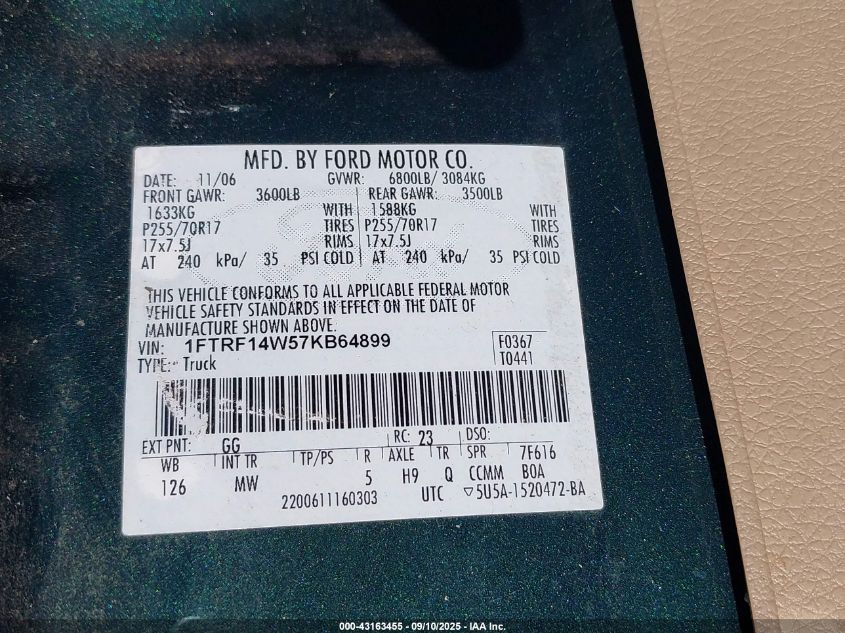 MFD. BY FORD MOTOR CO.
DATE: 11/06 GVWR: 6800LB/ 3084KG
FRONT GAWR: 3600LB REAR GAWR: 3500LB
1633KG WITH 1588KG WITH
P255/70R17 TIRES P255/70R17 TIRES
17x7.5J RIMS 17x7.5J RIMS
AT 240 kPa/ 35 PSI COLD AT 240 kPa/ 35 PSI COLD
THIS VEHICLE CONFORMS TO ALL APPLICABLE FEDERAL MOTOR
VEHICLE SAFETY STANDARDS IN EFFECT ON THE DATE OF
MANUFACTURE SHOWN ABOVE.
VIN: 1FTRF14W57KB64899 F0367
TYPE: Truck T0441
EXT PNT: GG RC: 23 DSO:
WB INT TR TP/PS R AXLE TR SPR 7F616
126 MW 5 H9 Q CCMM BOA
2200611160303 UTC ▽5U5A-1520472-BA
000-43163455 - 09/10/2025 - IAA Inc.